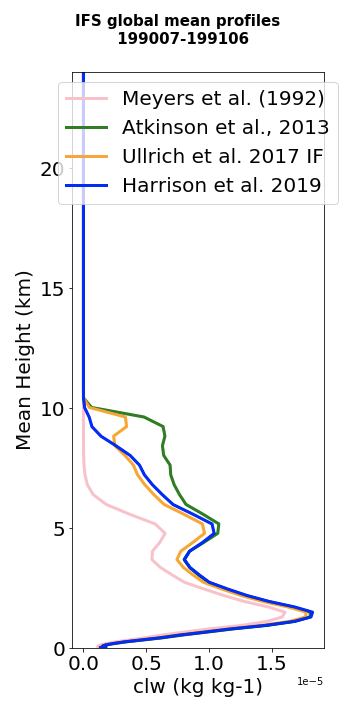 IFS global mean profiles
199007-199106
Meyers et al. (1992)
Atkinson et al., 2013
Ullrich et al. 2017 IF
Harrison et al. 2019
20
15
10
5
0
Mean Height (km)
0.0 0.5 1.0 1.5
1e-5
clw (kg kg-1)